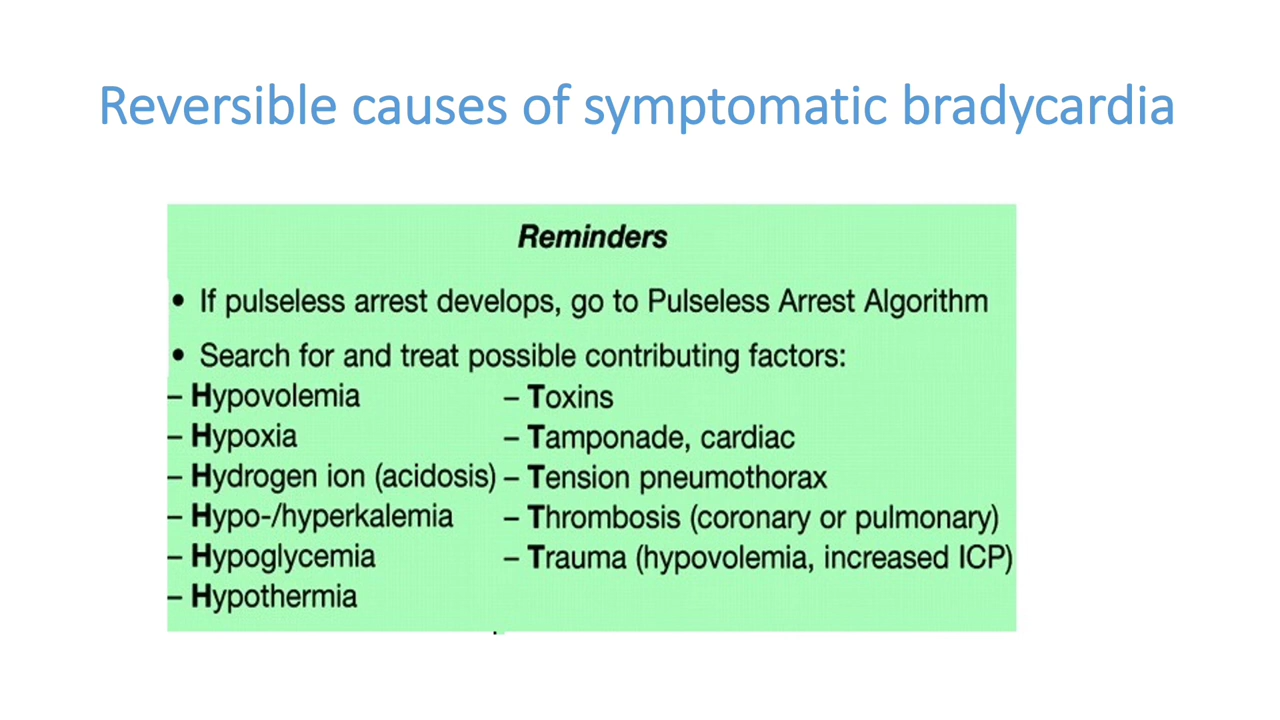 Reversible causes of symptomatic bradycardia
Reminders
• If pulseless arrest develops, go to Pulseless Arrest Algorithm
• Search for and treat possible contributing factors:
– Hypovolemia
– Hypoxia
– Hydrogen ion (acidosis)
– Hypo-/hyperkalemia
– Hypoglycemia
– Hypothermia
– Toxins
– Tamponade, cardiac
– Tension pneumothorax
– Thrombosis (coronary or pulmonary)
– Trauma (hypovolemia, increased ICP)